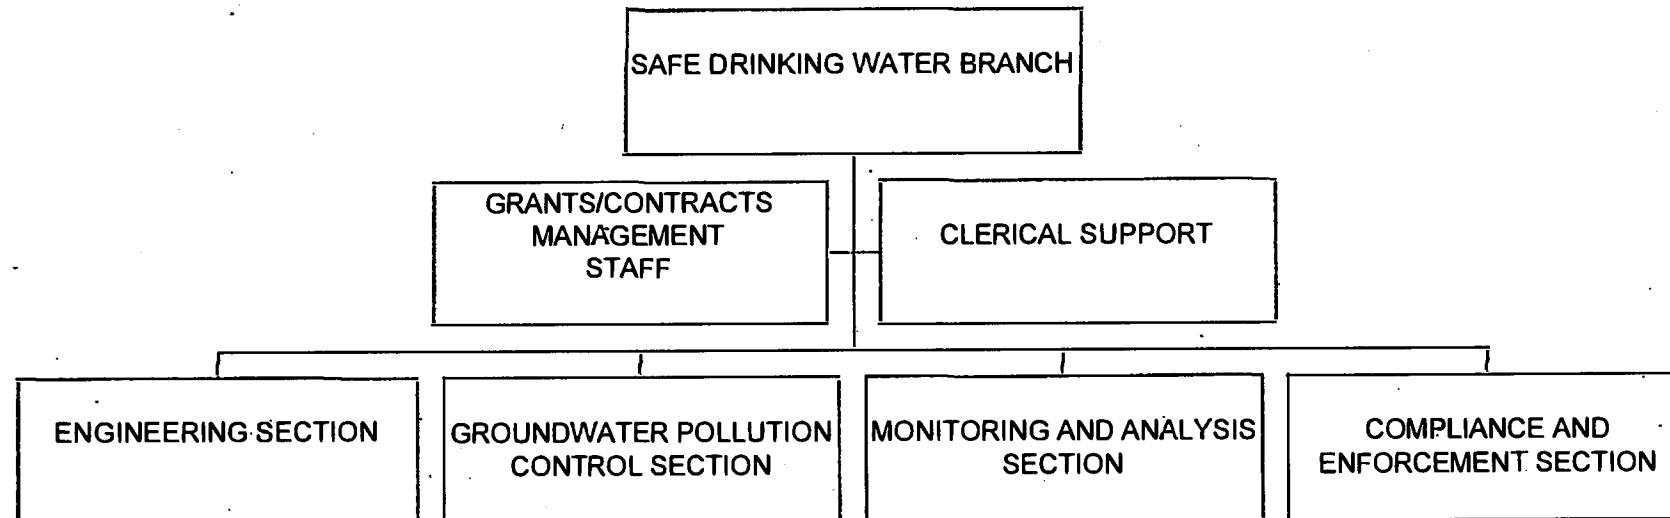 SAFE DRINKING WATER BRANCH
GRANTS/CONTRACTS
MANAGEMENT
STAFF
CLERICAL SUPPORT
ENGINEERING SECTION
GROUNDWATER POLLUTION
CONTROL SECTION
MONITORING AND ANALYSIS
SECTION
COMPLIANCE AND
ENFORCEMENT SECTION